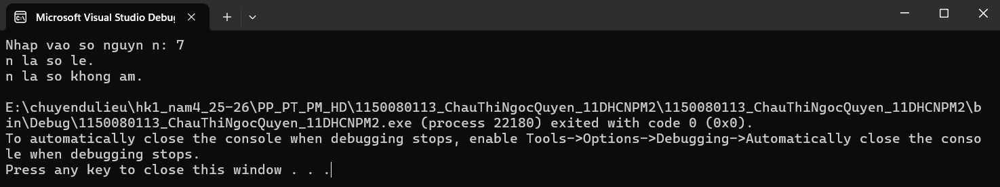 Microsoft Visual Studio Debu
Nhap vao so nguyn n: 7
n la so le.
n la so khong am.
E:\chuyendulieu\hk1_nam4_25-26\PP_PT_PM_HD\1150080113_ChauThiNgocQuyen_11DHCNPM2\1150080113_ChauThiNgocQuyen_11DHCNPM2\b
in\Debug\1150080113_ChauThiNgocQuyen_11DHCNPM2.exe (process 22180) exited with code 0 (0x0).
To automatically close the console when debugging stops, enable Tools->Options->Debugging->Automatically close the conso
le when debugging stops.
Press any key to close this window . . .